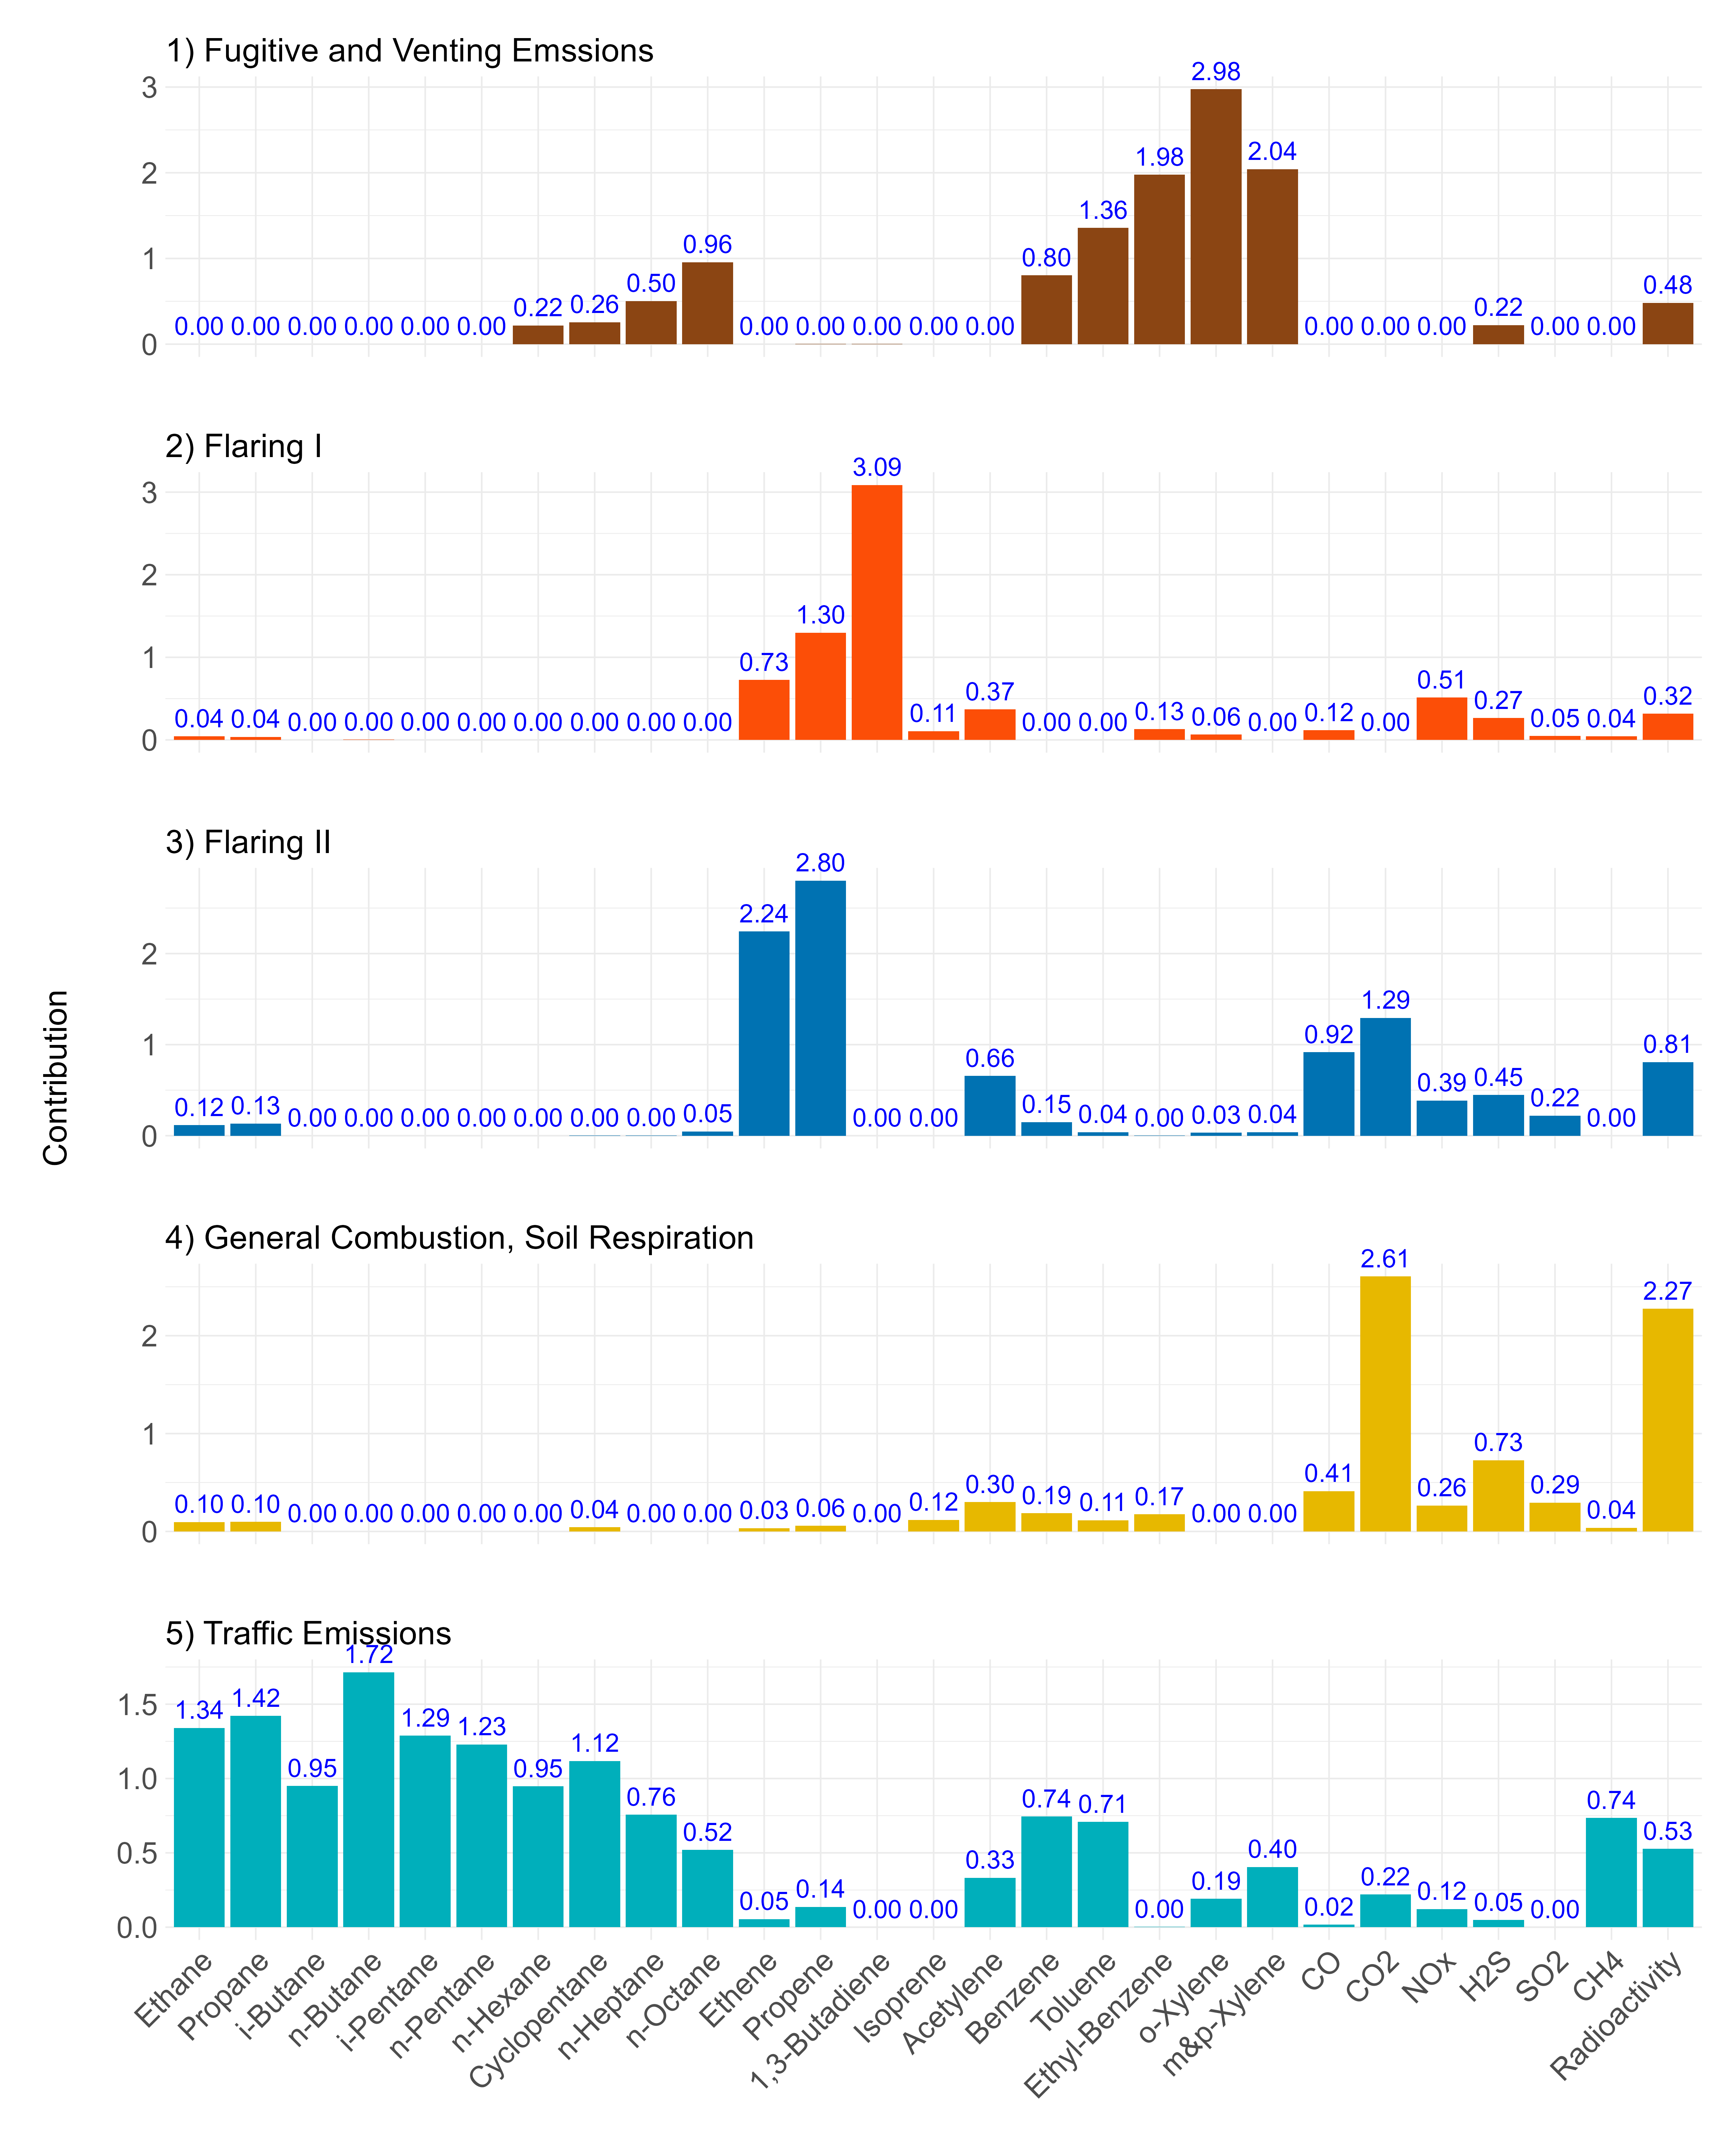 1) Fugitive and Venting Emssions
3
2
1
0
0.00 0.00 0.00 0.00 0.00 0.00 0.22 0.26 0.50 0.96 0.00 0.00 0.00 0.00 0.00 0.80 1.36 1.98 2.98 2.04 0.00 0.00 0.00 0.22 0.00 0.00 0.48
2) Flaring I
3
2
1
0
0.04 0.04 0.00 0.00 0.00 0.00 0.00 0.00 0.00 0.00 0.73 1.30 3.09 0.11 0.37 0.00 0.00 0.13 0.06 0.00 0.12 0.00 0.51 0.27 0.05 0.04 0.32
3) Flaring II
2
1
0
0.12 0.13 0.00 0.00 0.00 0.00 0.00 0.00 0.00 0.05 2.24 2.80 0.00 0.00 0.66 0.15 0.04 0.00 0.03 0.04 0.92 1.29 0.39 0.45 0.22 0.00 0.81
Contribution
4) General Combustion, Soil Respiration
2
1
0
0.10 0.10 0.00 0.00 0.00 0.00 0.00 0.04 0.00 0.00 0.03 0.06 0.00 0.12 0.30 0.19 0.11 0.17 0.00 0.00 0.41 2.61 0.26 0.73 0.29 0.04 2.27
5) Traffic Emissions
1.5
1.0
0.5
0.0
1.34 1.42 0.95 1.72 1.29 1.23 0.95 1.12 0.76 0.52 0.05 0.14 0.00 0.00 0.33 0.74 0.71 0.00 0.19 0.40 0.02 0.22 0.12 0.05 0.00 0.74 0.53
Ethane
Propane
i-Butane
n-Butane
i-Pentane
n-Pentane
n-Hexane
Cyclopentane
n-Heptane
n-Octane
Ethene
Propene
1,3-Butadiene
Isoprene
Acetylene
Benzene
Toluene
Ethyl-Benzene
o-Xylene
m&p-Xylene
CO
CO2
NOx
H2S
SO2
CH4
Radioactivity